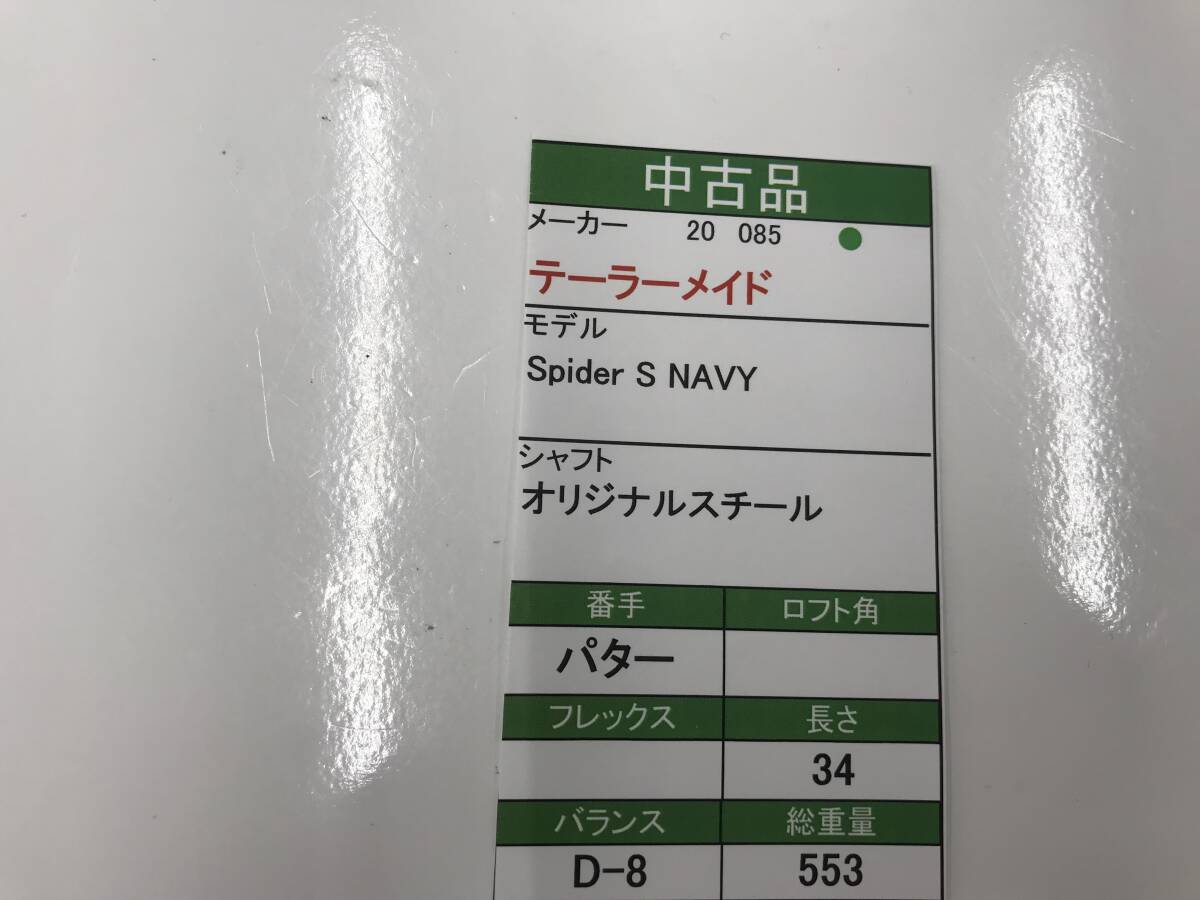 中古品
メーカー 20 085
テーラーメイド
モデル
Spider S NAVY
シャフト
オリジナルスチール
番手 ロフト角
パター
フレックス 長さ
34
バランス 総重量
D-8 553